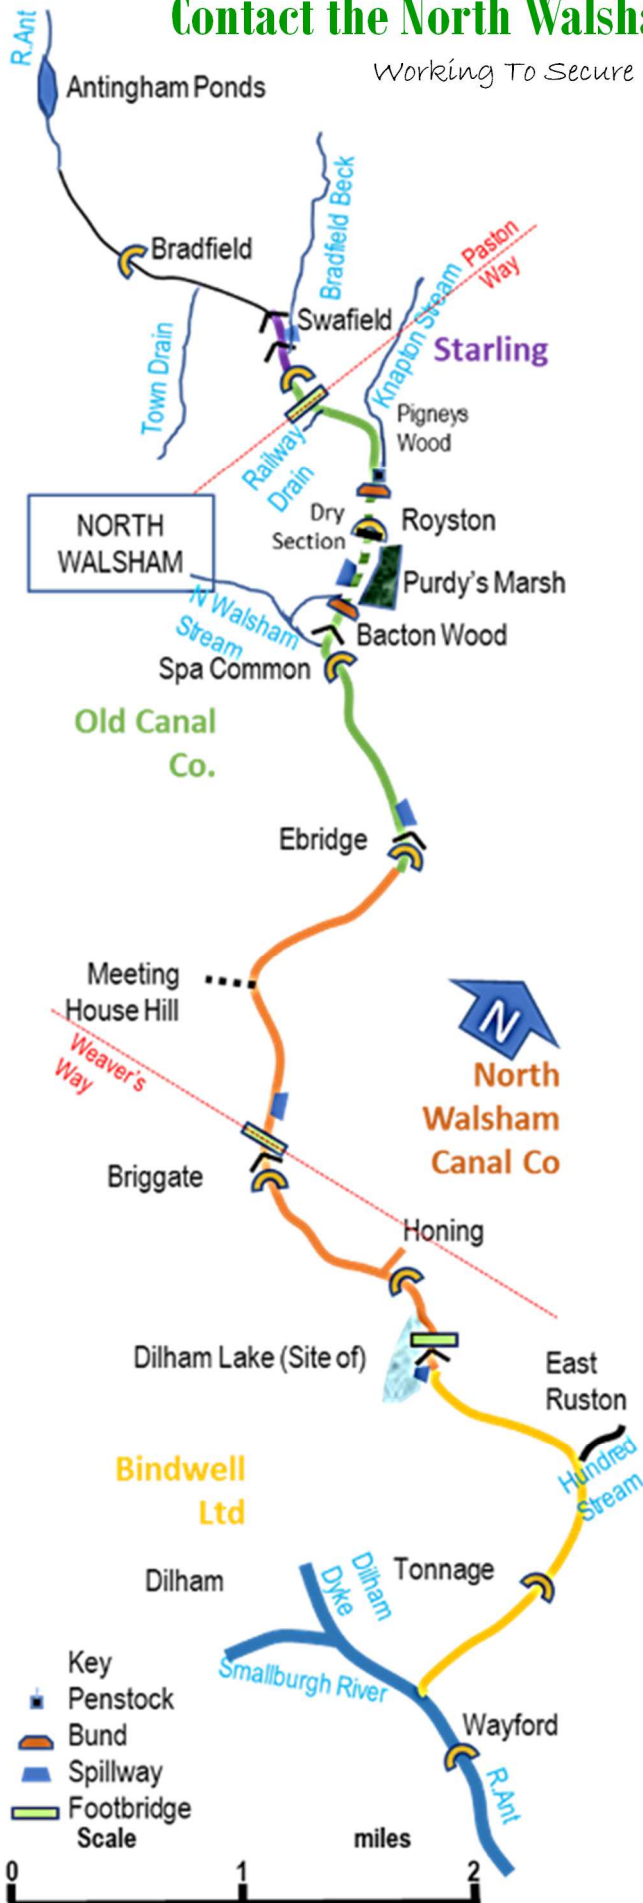 Contact the North Walsha
Working To Secure
R.Ant
Antingham Ponds
Bradfield Beck
Bradfield
Paston
Way
Swafield
Knapton Stream
Starling
Town Drain
Pigneys
Wood
Railway
Drain
NORTH
WALSHAM
Dry
Section
Royston
Purdy's Marsh
N Walsham
Stream
Bacton Wood
Spa Common
Old Canal
Co.
Ebridge
Meeting
House Hill
N
Weaver's
Way
North
Walsham
Canal Co
Briggate
Honing
Dilham Lake (Site of)
East
Ruston
Hundred
Stream
Bindwell
Ltd
Tonnage
Dilham
Dilham
Dyke
Smallburgh River
Wayford
R.Ant
Key
Penstock
Bund
Spillway
Footbridge
Scale miles
0 1 2